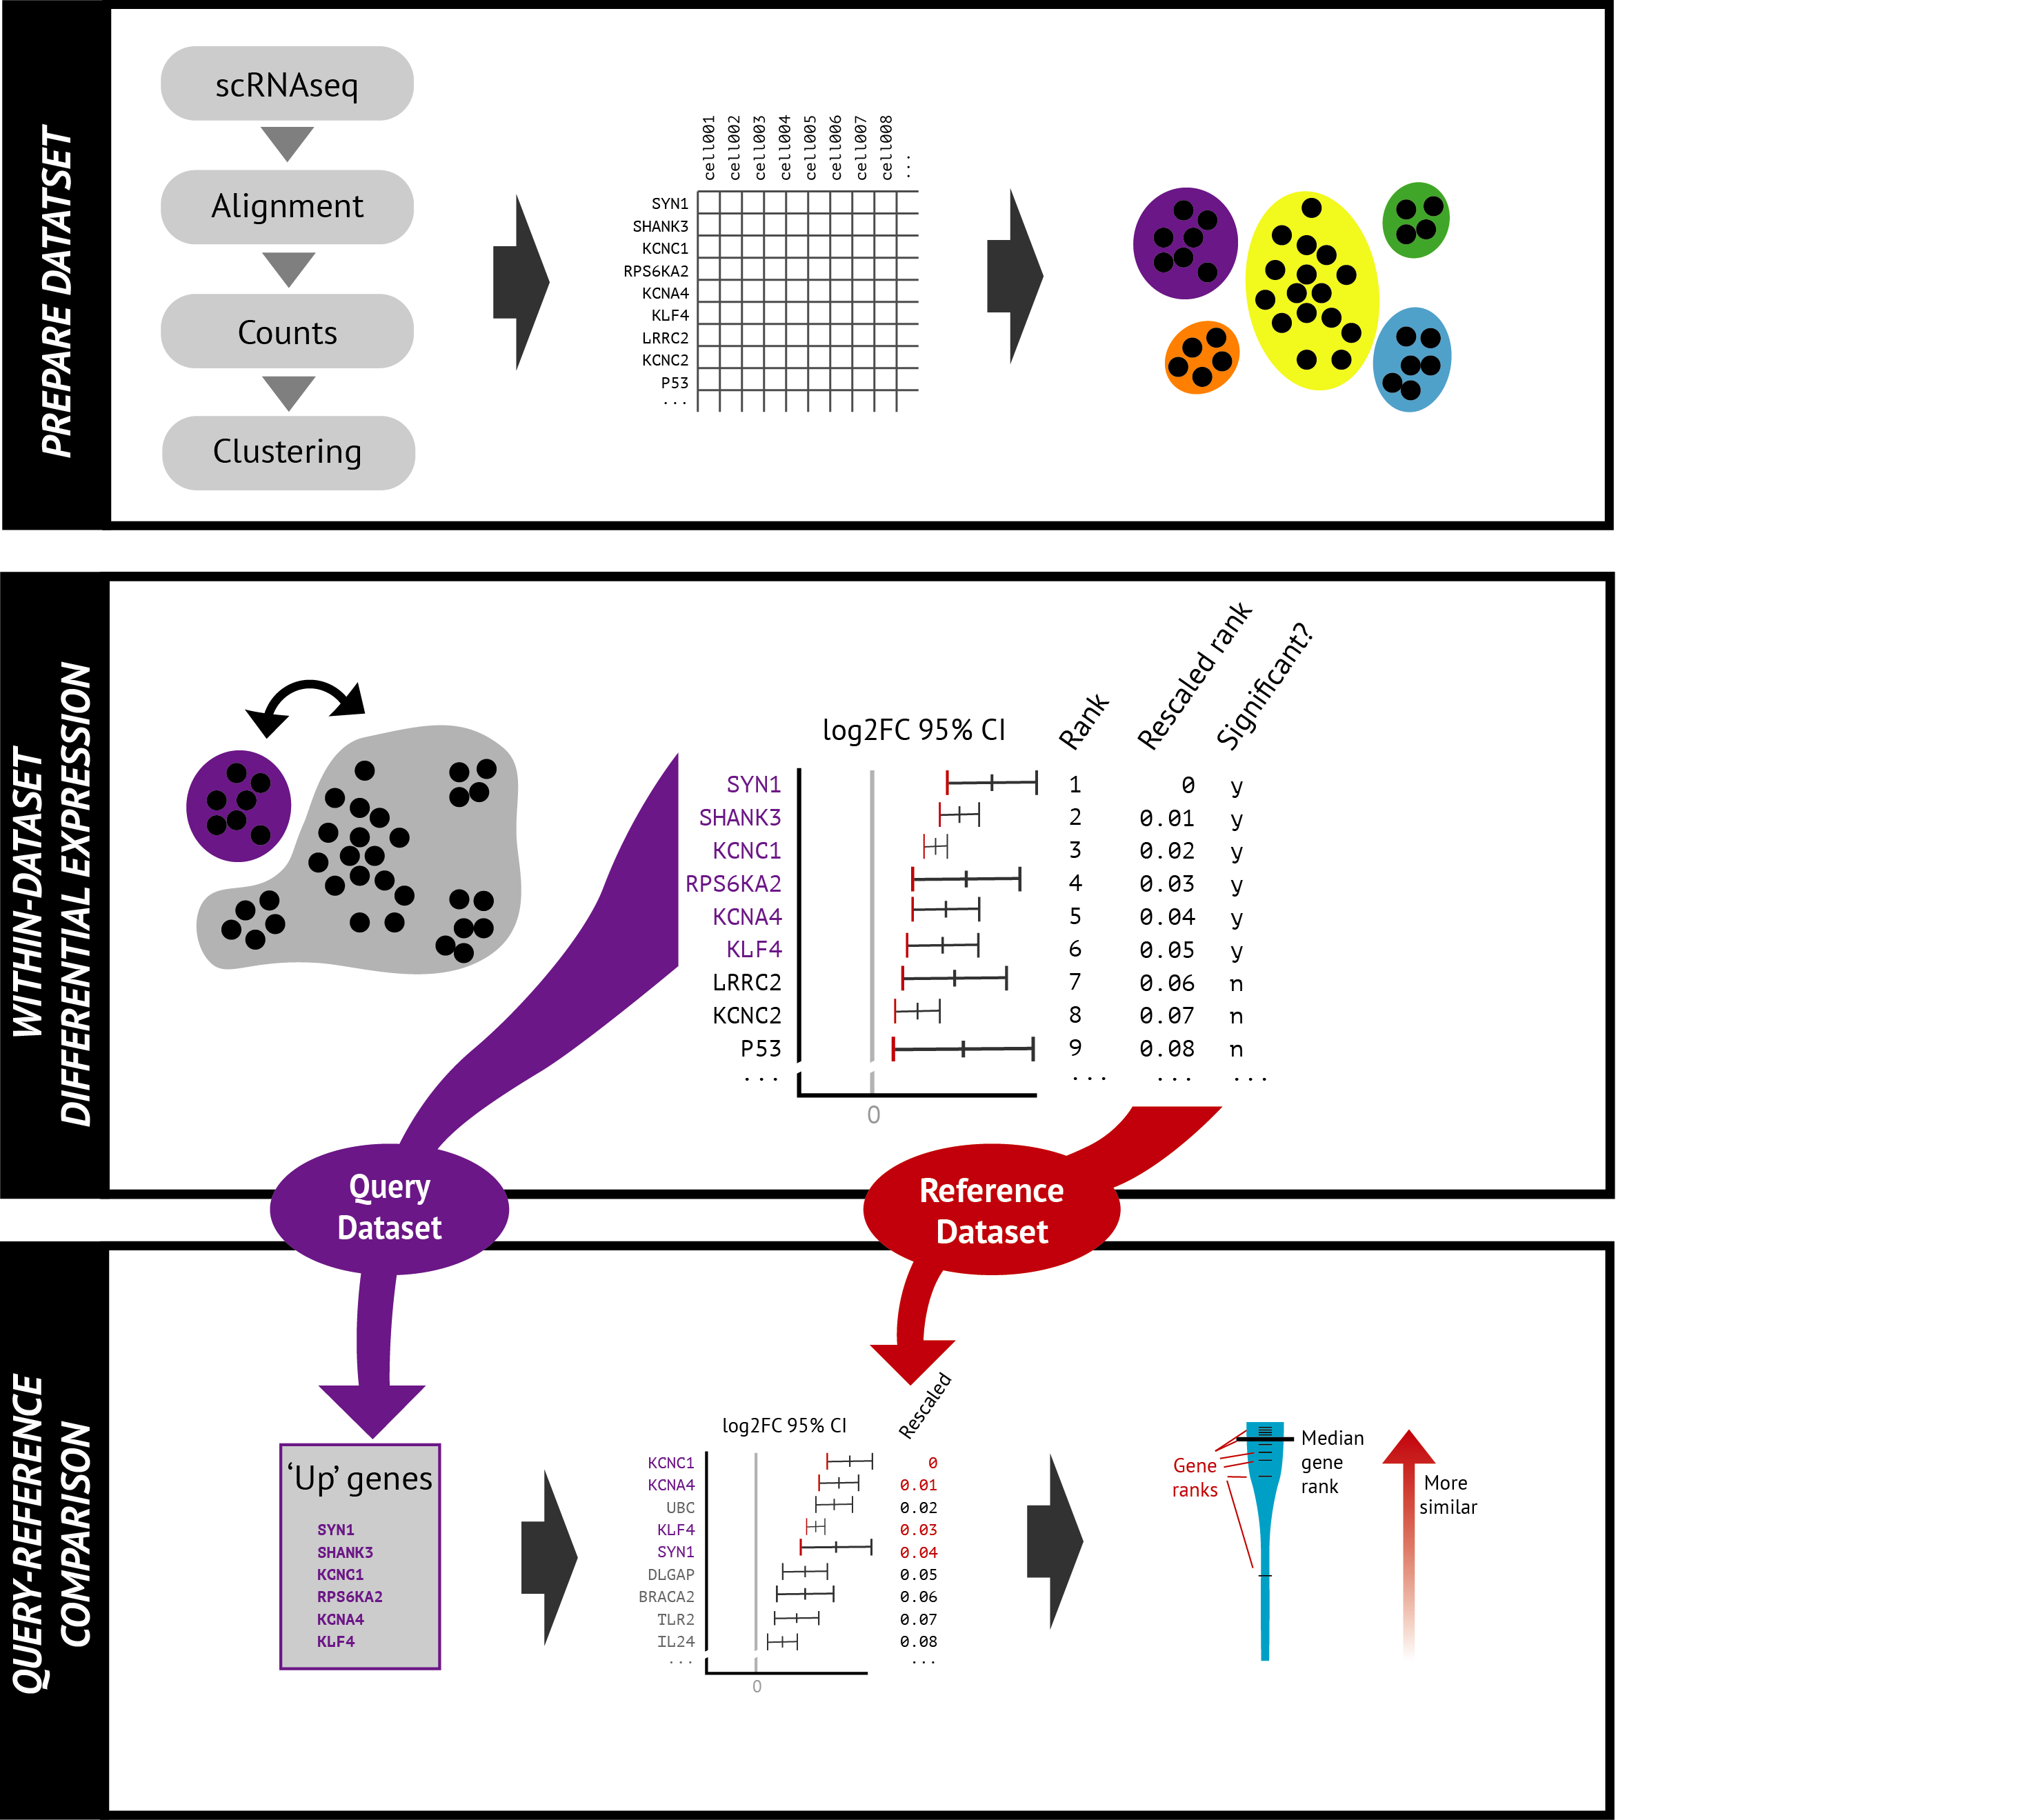 PREPARE DATATSET
scRNAseq
Alignment
Counts
Clustering
cell001
cell002
cell003
cell004
cell005
cell006
cell007
cell008
...
SYN1
SHANK3
KCNC1
RPS6KA2
KCNA4
KLF4
LRRC2
KCNC2
P53
...
WITHIN-DATASET
DIFFERENTIAL EXPRESSION
log2FC 95% CI
Rank
Rescaled rank
Significant?
SYN1 1 0 y
SHANK3 2 0.01 y
KCNC1 3 0.02 y
RPS6KA2 4 0.03 y
KCNA4 5 0.04 y
KLF4 6 0.05 y
LRRC2 7 0.06 n
KCNC2 8 0.07 n
P53 9 0.08 n
... ... ... ...
0
Query
Dataset
Reference
Dataset
QUERY-REFERENCE
COMPARISON
‘Up’ genes
SYN1
SHANK3
KCNC1
RPS6KA2
KCNA4
KLF4
log2FC 95% CI
Rescaled
KCNC1 0
KCNA4 0.01
UBC 0.02
KLF4 0.03
SYN1 0.04
DLGAP 0.05
BRACA2 0.06
TLR2 0.07
IL24 0.08
... ...
0
Gene
ranks
Median
gene
rank
More
similar